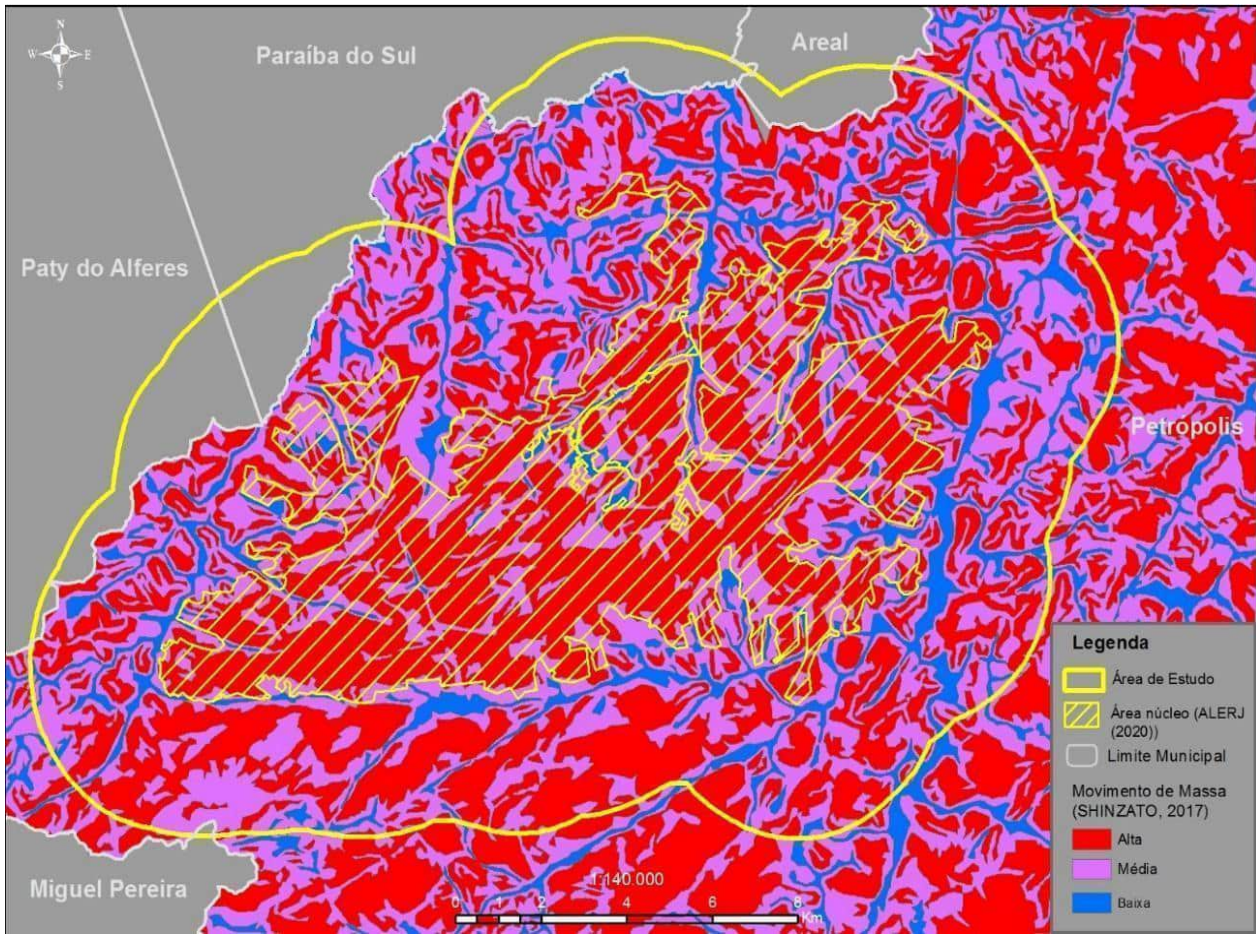 N
W E
S
Paraíba do Sul
Areal
Paty do Alferes
Petrópolis
Miguel Pereira
1:140.000
0 1 2 4 6 8
Km
Legenda
Área de Estudo
Área núcleo (ALERJ
(2020))
Limite Municipal
Movimento de Massa
(SHINZATO, 2017)
Alta
Média
Baixa